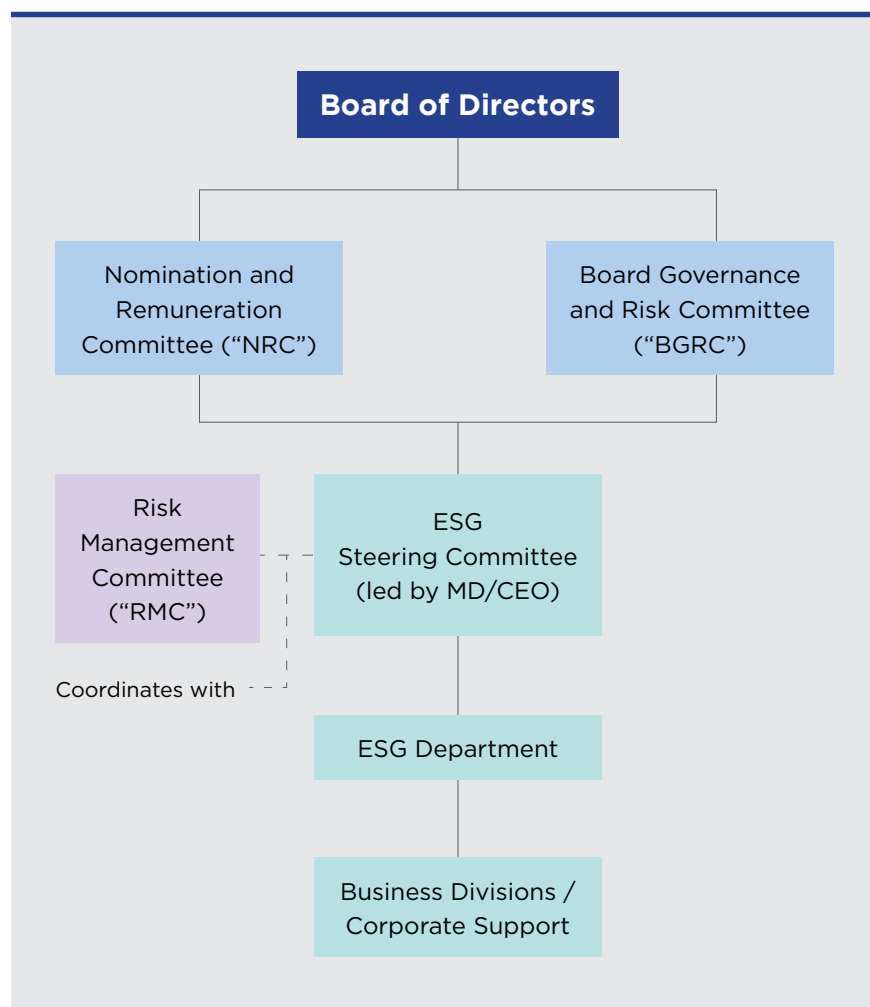 Board of Directors
Nomination and
Remuneration
Committee (“NRC”)
Board Governance
and Risk Committee
(“BGRC”)
Risk
Management
Committee
(“RMC”)
ESG
Steering Committee
(led by MD/CEO)
Coordinates with
ESG Department
Business Divisions /
Corporate Support